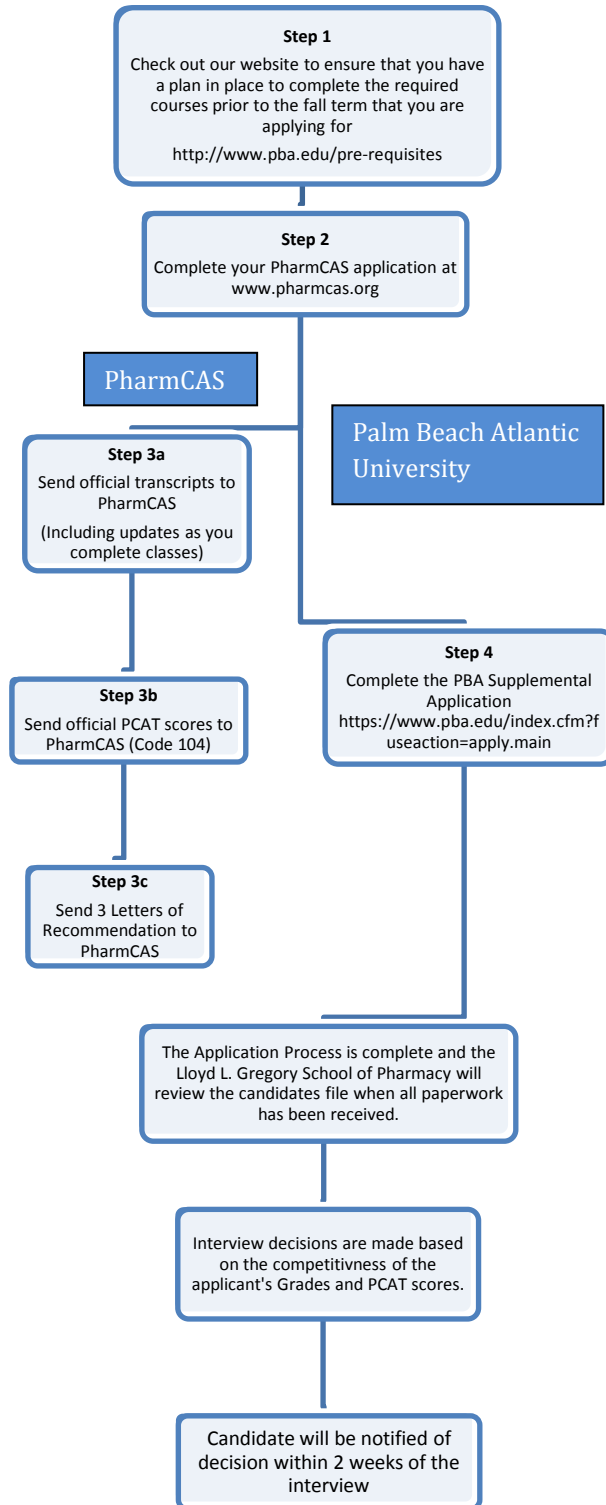 Step 1
Check out our website to ensure that you have
a plan in place to complete the required
courses prior to the fall term that you are
applying for
http://www.pba.edu/pre-requisites
Step 2
Complete your PharmCAS application at
www.pharmcas.org
PharmCAS
Palm Beach Atlantic
University
Step 3a
Send official transcripts to
PharmCAS
(Including updates as you
complete classes)
Step 3b
Send official PCAT scores to
PharmCAS (Code 104)
Step 3c
Send 3 Letters of
Recommendation to
PharmCAS
Step 4
Complete the PBA Supplemental
Application
https://www.pba.edu/index.cfm?f
useaction=apply.main
The Application Process is complete and the
Lloyd L. Gregory School of Pharmacy will
review the candidates file when all paperwork
has been received.
Interview decisions are made based
on the competitivness of the
applicant's Grades and PCAT scores.
Candidate will be notified of
decision within 2 weeks of the
interview